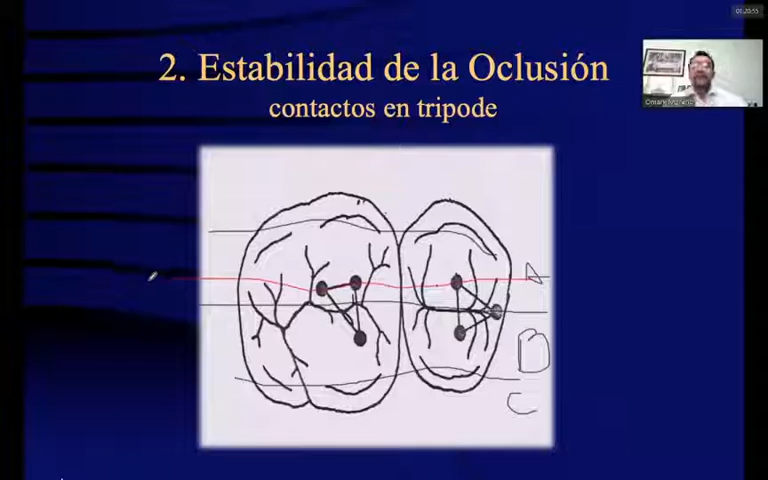 2. Estabilidad de la Oclusión
contactos en tripode
A
B
C